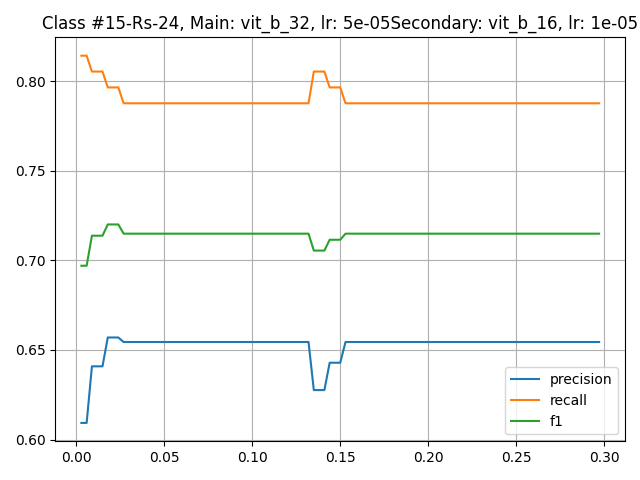 Class #15-Rs-24, Main: vit_b_32, lr: 5e-05Secondary: vit_b_16, lr: 1e-05
0.80
0.75
0.70
0.65
0.60
precision
recall
f1
0.00 0.05 0.10 0.15 0.20 0.25 0.30